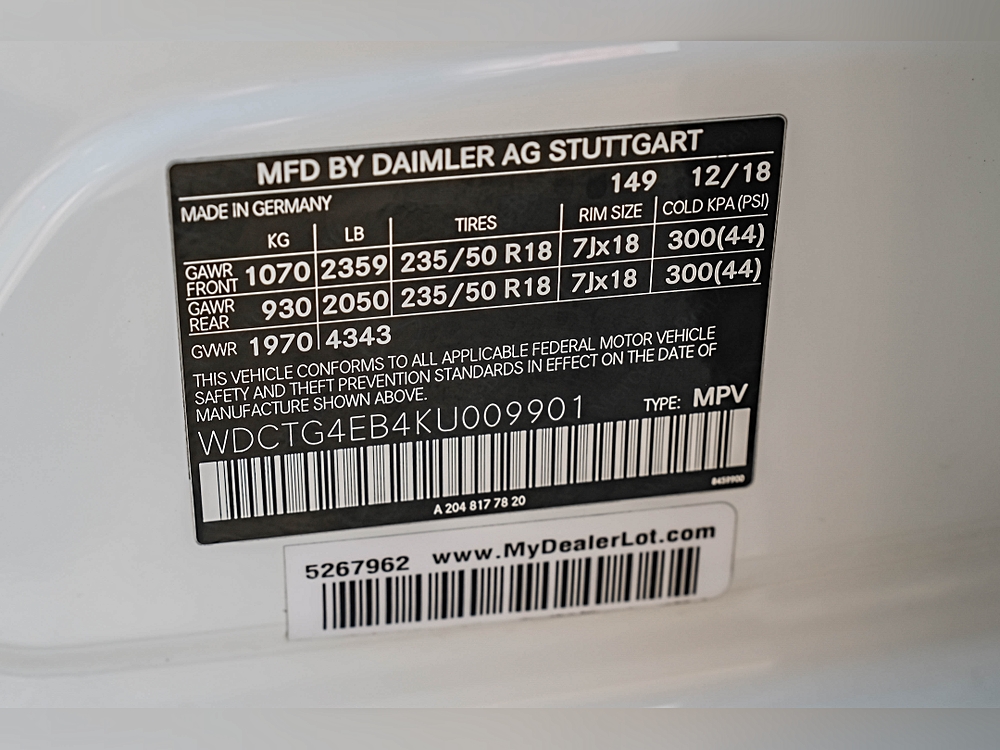 MFD BY DAIMLER AG STUTTGART
149 12/18
MADE IN GERMANY
KG LB TIRES RIM SIZE COLD KPA (PSI)
GAWR FRONT 1070 2359 235/50 R18 7Jx18 300(44)
GAWR REAR 930 2050 235/50 R18 7Jx18 300(44)
GVWR 1970 4343
THIS VEHICLE CONFORMS TO ALL APPLICABLE FEDERAL MOTOR VEHICLE
SAFETY AND THEFT PREVENTION STANDARDS IN EFFECT ON THE DATE OF
MANUFACTURE SHOWN ABOVE.
WDCTG4EB4KU009901 TYPE: MPV
A 204 817 78 20
5267962 www.MyDealerLot.com